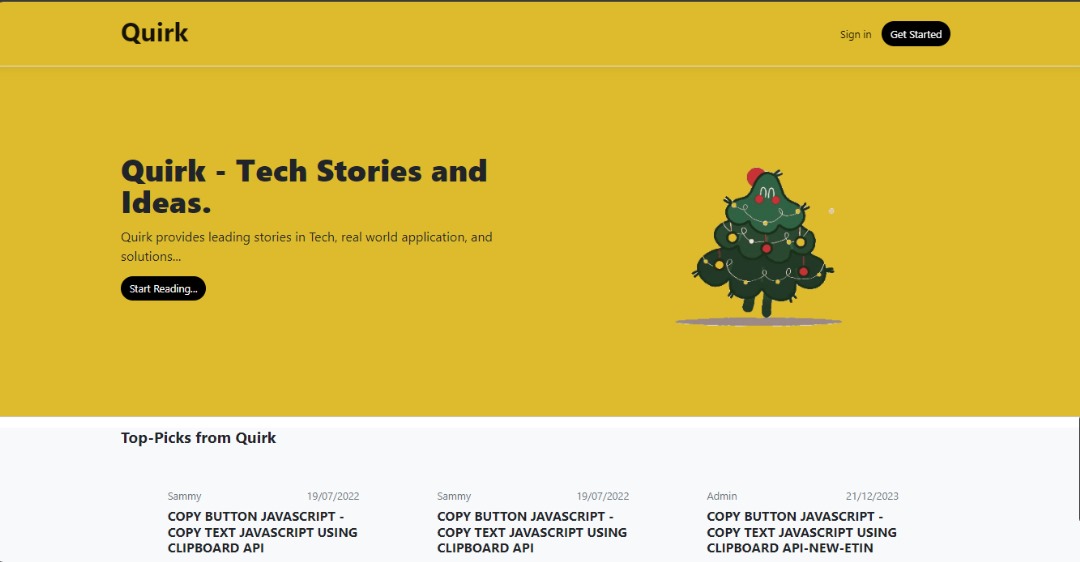 Quirk
Sign in
Get Started
Quirk - Tech Stories and
Ideas.
Quirk provides leading stories in Tech, real world application, and
solutions...
Start Reading...
Top-Picks from Quirk
Sammy 19/07/2022
COPY BUTTON JAVASCRIPT -
COPY TEXT JAVASCRIPT USING
CLIPBOARD API
Sammy 19/07/2022
COPY BUTTON JAVASCRIPT -
COPY TEXT JAVASCRIPT USING
CLIPBOARD API
Admin 21/12/2023
COPY BUTTON JAVASCRIPT -
COPY TEXT JAVASCRIPT USING
CLIPBOARD API-NEW-ETIN